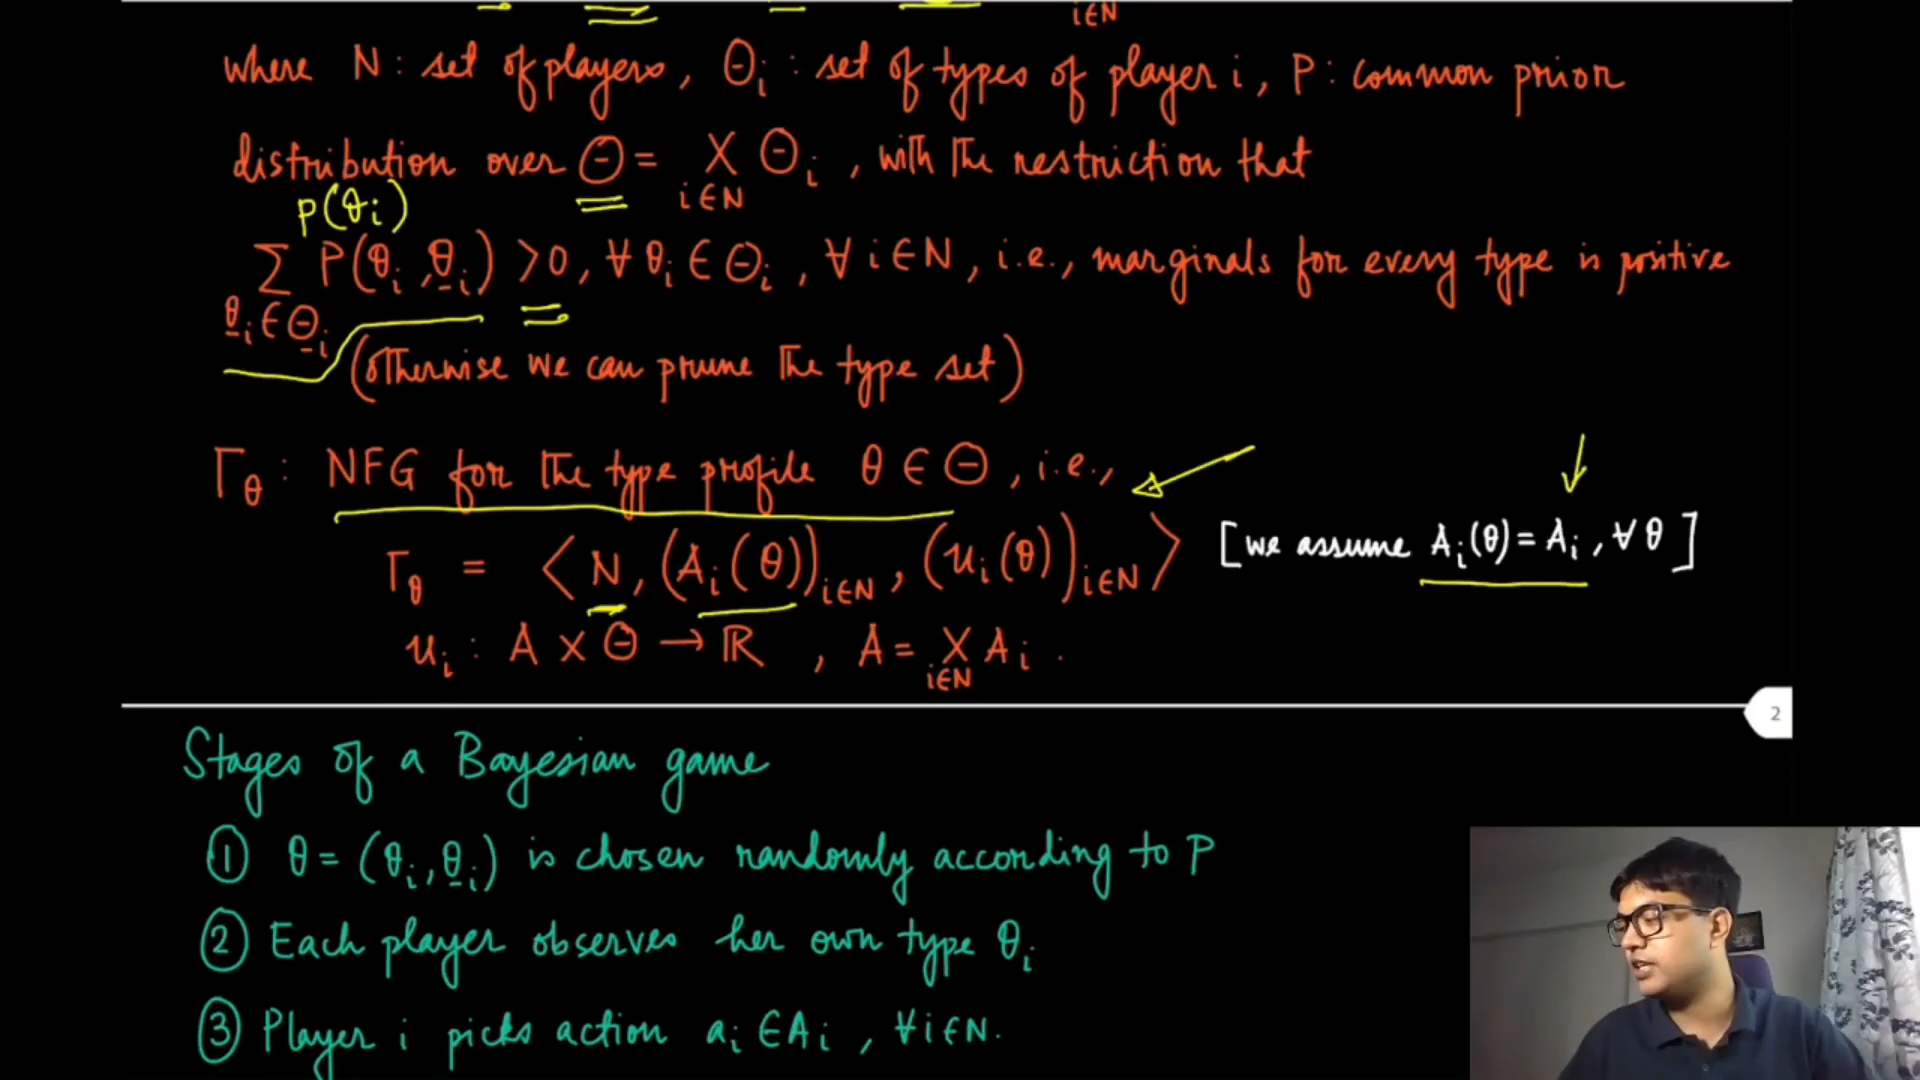 i∈N
where N : set of players, Θi : set of types of player i, P : common prior
distribution over Θ = X Θi , with the restriction that
i∈N
P(θi)
∑ P(θi, θ̲i) > 0, ∀ θi ∈ Θi , ∀ i ∈ N, i.e., marginals for every type is positive
θ̲i ∈ Θ̲i
(otherwise we can prune the type set)
Γθ : NFG for the type profile θ ∈ Θ, i.e.,
Γθ = ⟨ N, (Ai(θ))i∈N , (ui(θ))i∈N ⟩ [we assume Ai(θ) = Ai , ∀ θ]
ui : A × Θ → ℝ , A = X Ai .
i∈N
2
Stages of a Bayesian game
① θ = (θi, θ̲i) is chosen randomly according to P
② Each player observes her own type θi
③ Player i picks action ai ∈ Ai , ∀ i ∈ N.